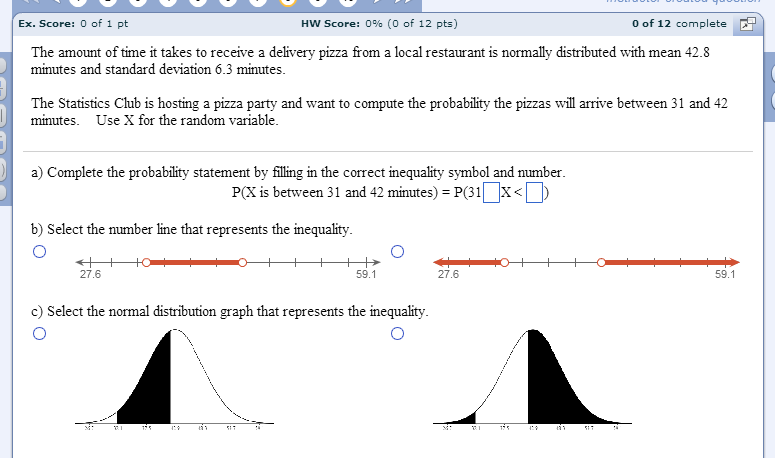 Ex. Score: 0 of 1 pt HW Score: 0% (0 of 12 pts) 0 of 12 complete
The amount of time it takes to receive a delivery pizza from a local restaurant is normally distributed with mean 42.8
minutes and standard deviation 6.3 minutes.
The Statistics Club is hosting a pizza party and want to compute the probability the pizzas will arrive between 31 and 42
minutes. Use X for the random variable.
a) Complete the probability statement by filling in the correct inequality symbol and number.
P(X is between 31 and 42 minutes) = P(31 X < )
b) Select the number line that represents the inequality.
27.6 59.1 27.6 59.1
c) Select the normal distribution graph that represents the inequality.